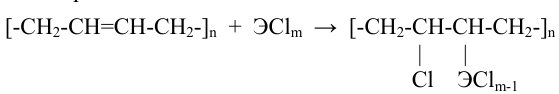 [-CH₂-CH=CH-CH₂-]ₙ + ЭClₘ → [-CH₂-CH-CH-CH₂-]ₙ
| |
Cl ЭClₘ₋₁